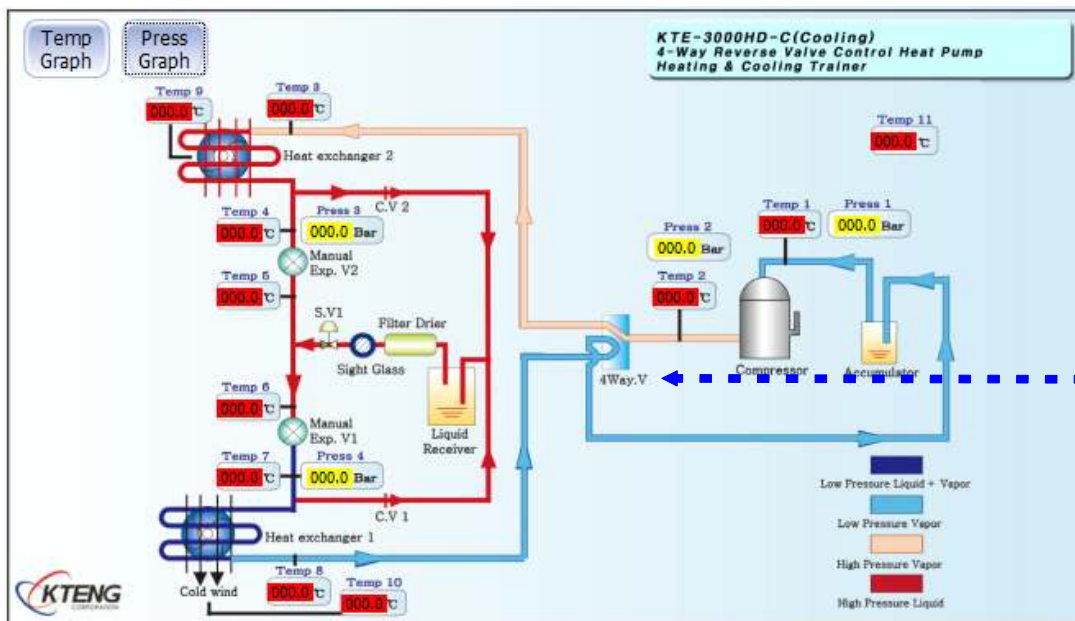 Temp
Graph
Press
Graph
KTE-3000HD-C(Cooling)
4-Way Reverse Valve Control Heat Pump
Heating & Cooling Trainer
Temp 9
000.0 ℃
Temp 3
000.0 ℃
Temp 11
000.0 ℃
Heat exchanger 2
C.V 2
Temp 4
000.0 ℃
Press 3
000.0 Bar
Manual
Exp. V2
Temp 5
000.0 ℃
Press 2
000.0 Bar
Temp 1
000.0 ℃
Press 1
000.0 Bar
Temp 2
000.0 ℃
S.V1
Filter Drier
Sight Glass
4Way.V
Compressor
Accumulator
Temp 6
000.0 ℃
Manual
Exp. V1
Liquid
Receiver
Temp 7
000.0 ℃
Press 4
000.0 Bar
C.V 1
Heat exchanger 1
Cold wind
Temp 8
000.0 ℃
Temp 10
000.0 ℃
Low Pressure Liquid + Vapor
Low Pressure Vapor
High Pressure Vapor
High Pressure Liquid
KTENG
CORPORATION